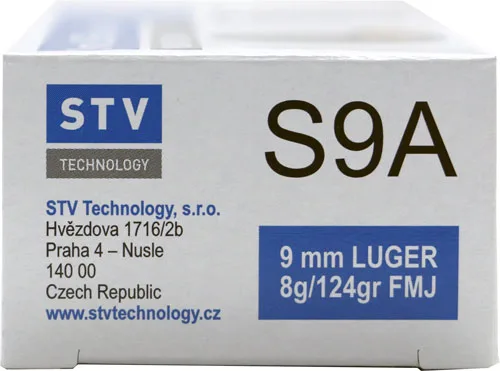 STV
TECHNOLOGY
S9A
STV Technology, s.r.o.
Hvězdova 1716/2b
Praha 4 – Nusle
140 00
Czech Republic
www.stvtechnology.cz
9 mm LUGER
8g/124gr FMJ